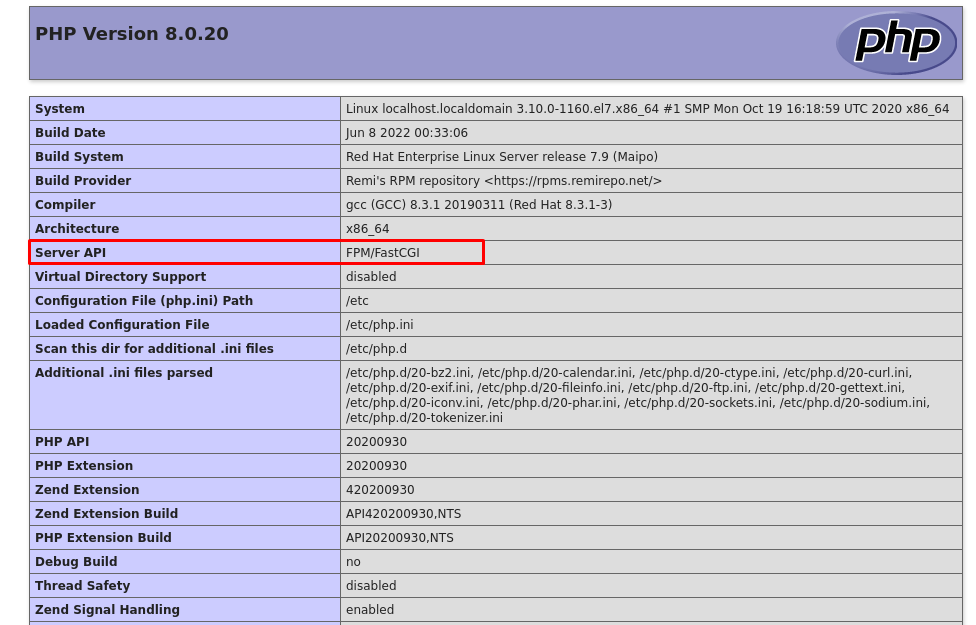 PHP Version 8.0.20
php
System Linux localhost.localdomain 3.10.0-1160.el7.x86_64 #1 SMP Mon Oct 19 16:18:59 UTC 2020 x86_64
Build Date Jun 8 2022 00:33:06
Build System Red Hat Enterprise Linux Server release 7.9 (Maipo)
Build Provider Remi's RPM repository <https://rpms.remirepo.net/>
Compiler gcc (GCC) 8.3.1 20190311 (Red Hat 8.3.1-3)
Architecture x86_64
Server API FPM/FastCGI
Virtual Directory Support disabled
Configuration File (php.ini) Path /etc
Loaded Configuration File /etc/php.ini
Scan this dir for additional .ini files /etc/php.d
Additional .ini files parsed /etc/php.d/20-bz2.ini, /etc/php.d/20-calendar.ini, /etc/php.d/20-ctype.ini, /etc/php.d/20-curl.ini,
/etc/php.d/20-exif.ini, /etc/php.d/20-fileinfo.ini, /etc/php.d/20-ftp.ini, /etc/php.d/20-gettext.ini,
/etc/php.d/20-iconv.ini, /etc/php.d/20-phar.ini, /etc/php.d/20-sockets.ini, /etc/php.d/20-sodium.ini,
/etc/php.d/20-tokenizer.ini
PHP API 20200930
PHP Extension 20200930
Zend Extension 420200930
Zend Extension Build API420200930,NTS
PHP Extension Build API20200930,NTS
Debug Build no
Thread Safety disabled
Zend Signal Handling enabled